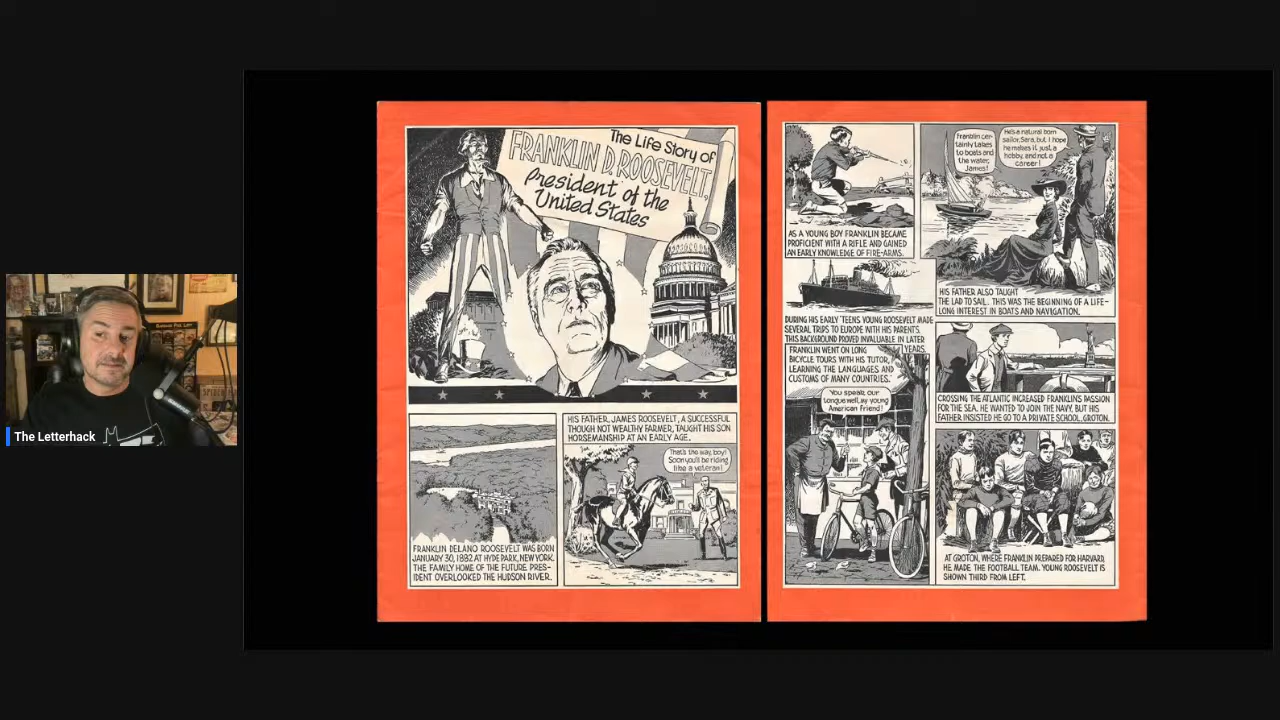 The Life Story of
FRANKLIN D. ROOSEVELT,
President of the
United States
FRANKLIN DELANO ROOSEVELT WAS BORN
JANUARY 30, 1882 AT HYDE PARK, NEW YORK.
THE FAMILY HOME OF THE FUTURE PRES-
IDENT OVERLOOKED THE HUDSON RIVER.
HIS FATHER, JAMES ROOSEVELT, A SUCCESSFUL
THOUGH NOT WEALTHY FARMER, TAUGHT HIS SON
HORSEMANSHIP AT AN EARLY AGE.
That's the way, boy!
Soon you'll be riding
like a veteran!
AS A YOUNG BOY FRANKLIN BECAME
PROFICIENT WITH A RIFLE AND GAINED
AN EARLY KNOWLEDGE OF FIRE-ARMS.
Franklin cer-
tainly takes
to boats and
the water,
James!
He's a natural born
sailor, Sara, but I hope
he makes it just a
hobby, and not a
career!
HIS FATHER ALSO TAUGHT
THE LAD TO SAIL. THIS WAS THE BEGINNING OF A LIFE-
LONG INTEREST IN BOATS AND NAVIGATION.
DURING HIS EARLY 'TEENS YOUNG ROOSEVELT MADE
SEVERAL TRIPS TO EUROPE WITH HIS PARENTS.
THIS BACKGROUND PROVED INVALUABLE IN LATER
YEARS.
FRANKLIN WENT ON LONG
BICYCLE TOURS WITH HIS TUTOR,
LEARNING THE LANGUAGES AND
CUSTOMS OF MANY COUNTRIES.
You speak our
tongue well, my young
American friend!
CROSSING THE ATLANTIC INCREASED FRANKLIN'S PASSION
FOR THE SEA. HE WANTED TO JOIN THE NAVY, BUT HIS
FATHER INSISTED HE GO TO A PRIVATE SCHOOL, GROTON.
AT GROTON, WHERE FRANKLIN PREPARED FOR HARVARD,
HE MADE THE FOOTBALL TEAM. YOUNG ROOSEVELT IS
SHOWN THIRD FROM LEFT.
The Letterhack